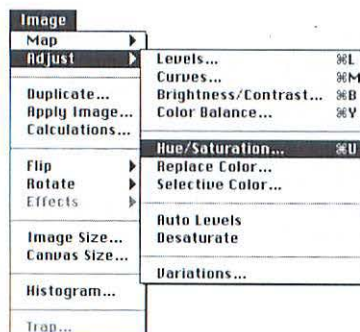 Image
Map
Adjust
Duplicate...
Apply Image...
Calculations...
Flip
Rotate
Effects
Image Size...
Canvas Size...
Histogram...
Trap...
Levels... ⌘L
Curves... ⌘M
Brightness/Contrast... ⌘B
Color Balance... ⌘Y
Hue/Saturation... ⌘U
Replace Color...
Selective Color...
Auto Levels
Desaturate
Variations...